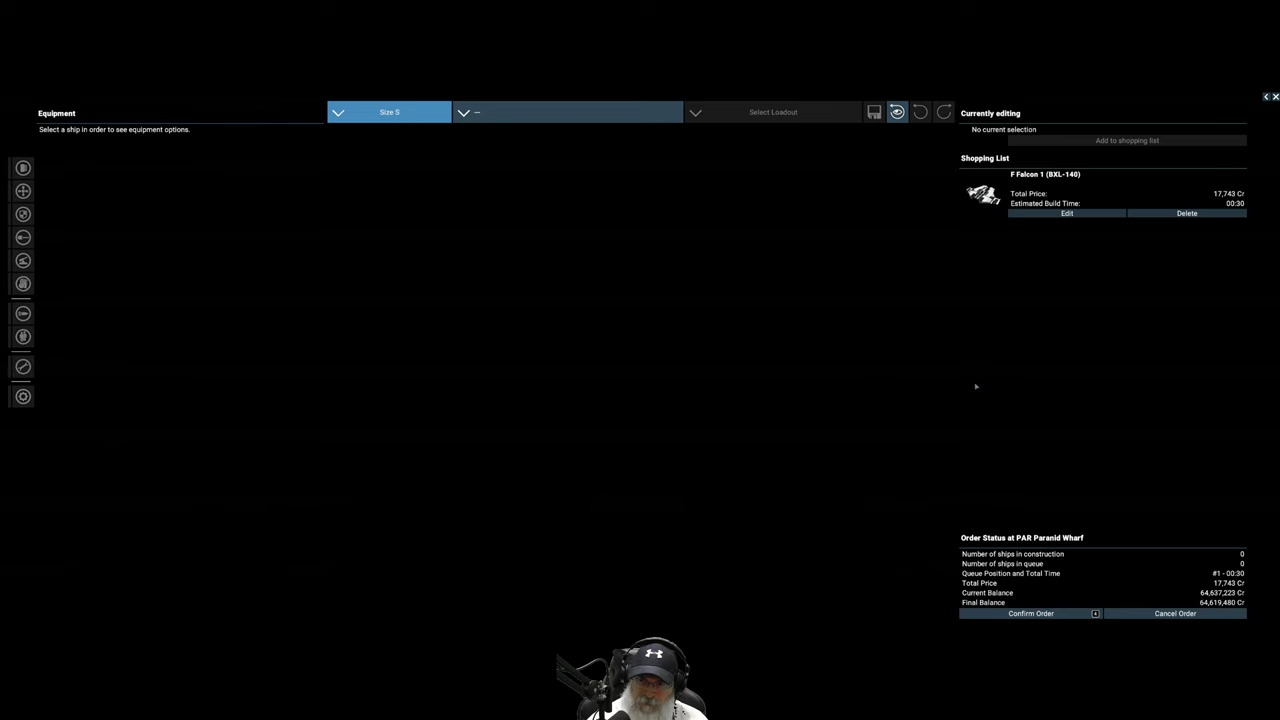 Equipment
Select a ship in order to see equipment options.
Size S
--
Select Loadout
Currently editing
No current selection
Add to shopping list
Shopping List
F Falcon 1 (BXL-140)
Total Price: 17,743 Cr
Estimated Build Time: 00:30
Edit Delete
Order Status at PAR Paranid Wharf
Number of ships in construction 0
Number of ships in queue 0
Queue Position and Total Time #1 - 00:30
Total Price 17,743 Cr
Current Balance 64,637,223 Cr
Final Balance 64,619,480 Cr
Confirm Order Cancel Order